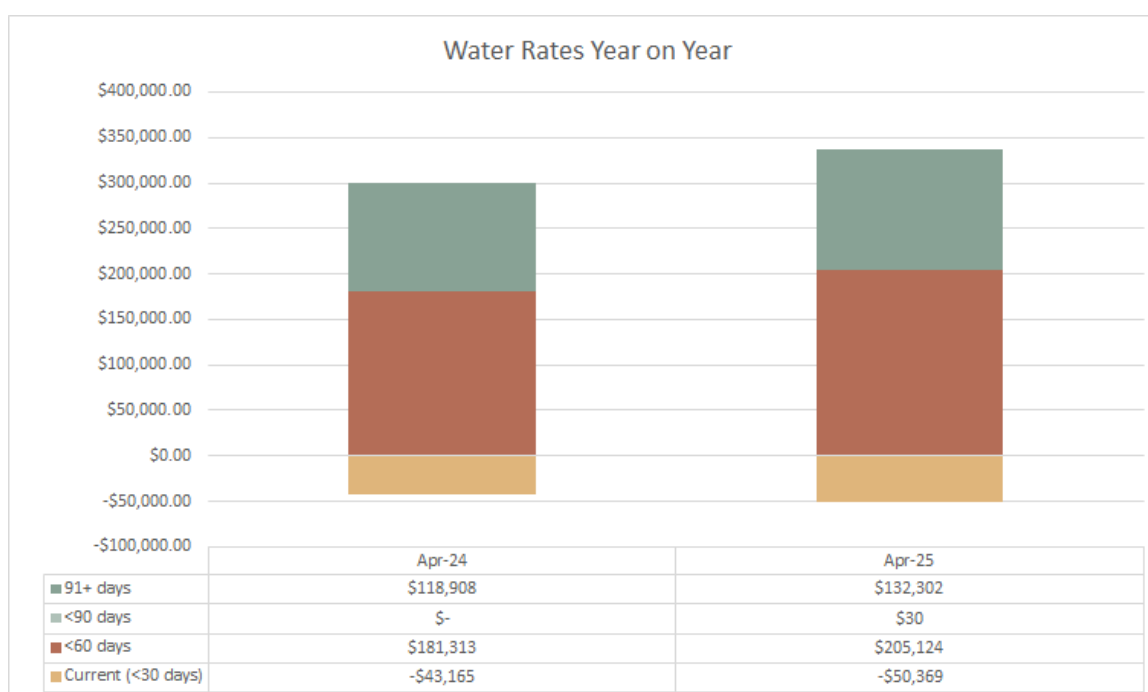 Water Rates Year on Year
$400,000.00
$350,000.00
$300,000.00
$250,000.00
$200,000.00
$150,000.00
$100,000.00
$50,000.00
$0.00
-$50,000.00
-$100,000.00
Apr-24 Apr-25
91+ days $118,908 $132,302
<90 days $- $30
<60 days $181,313 $205,124
Current (<30 days) -$43,165 -$50,369